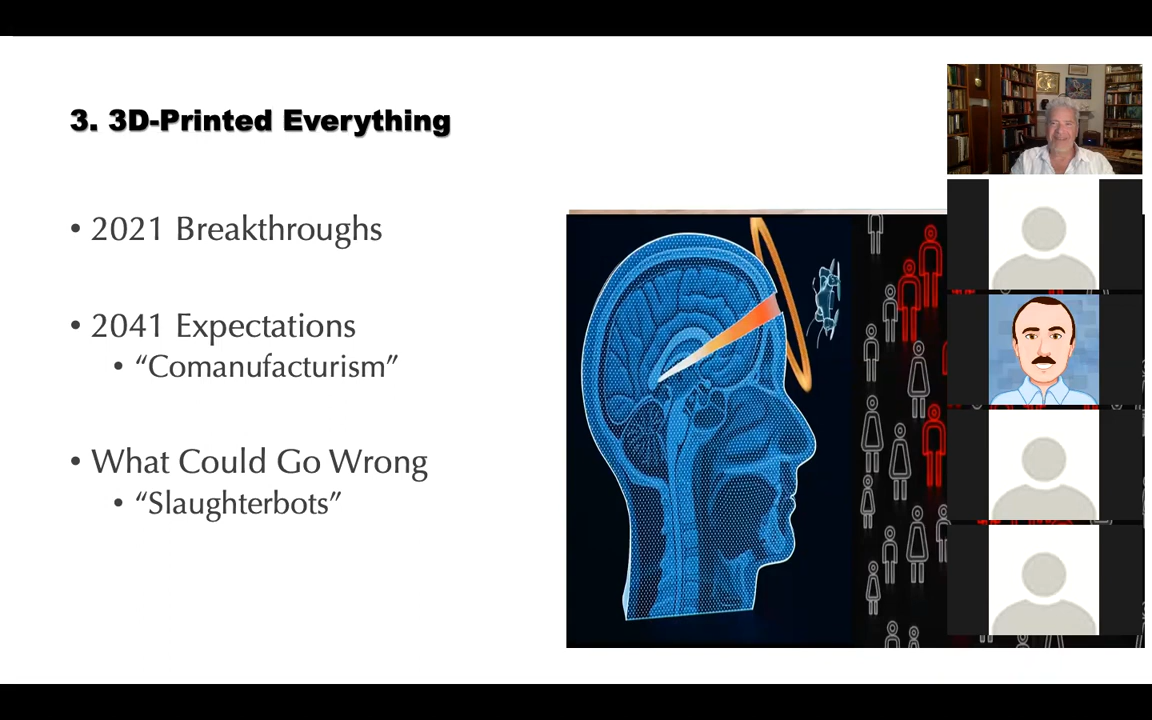 3. 3D-Printed Everything
• 2021 Breakthroughs
• 2041 Expectations
• “Comanufacturism”
• What Could Go Wrong
• “Slaughterbots”